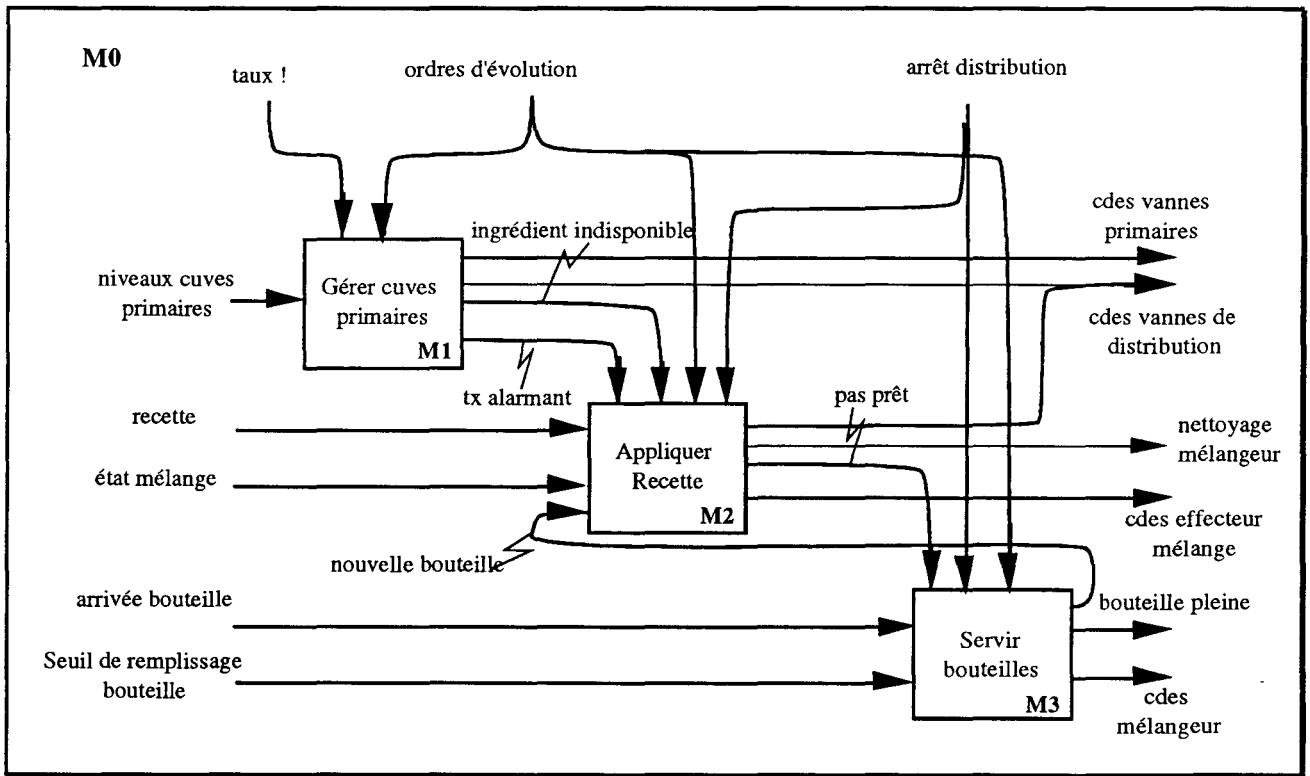 M0
taux !
ordres d'évolution
arrêt distribution
cdes vannes
primaires
ingrédient indisponible
niveaux cuves
primaires
Gérer cuves
primaires
M1
cdes vannes de
distribution
tx alarmant
pas prêt
recette
nettoyage
mélangeur
Appliquer
Recette
M2
état mélange
cdes effecteur
mélange
nouvelle bouteille
arrivée bouteille
bouteille pleine
Servir
bouteilles
M3
Seuil de remplissage
bouteille
cdes
mélangeur